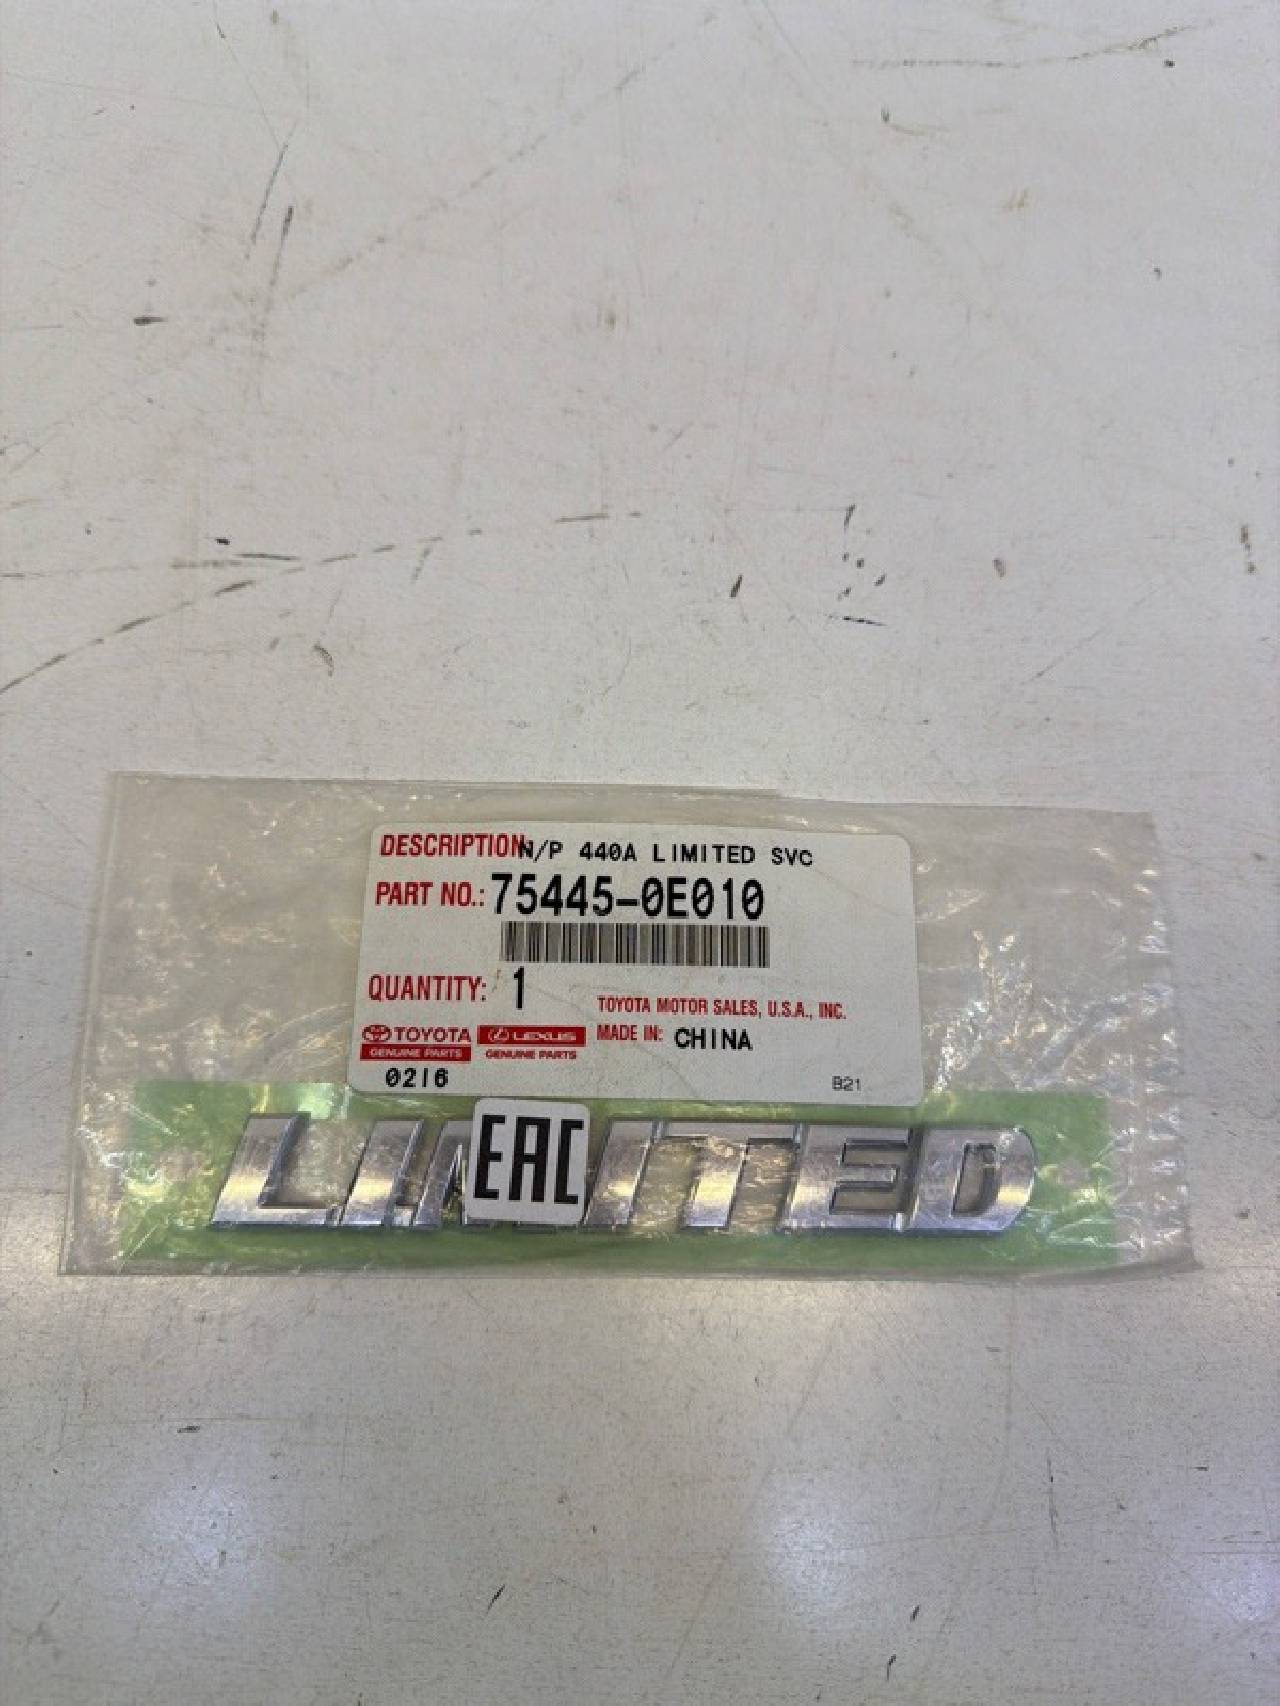 DESCRIPTION N/P 440A LIMITED SVC
PART NO.: 75445-0E010
QUANTITY: 1
TOYOTA MOTOR SALES, U.S.A., INC.
TOYOTA LEXUS MADE IN: CHINA
GENUINE PARTS GENUINE PARTS
0216 B21
LIMITED
EAC